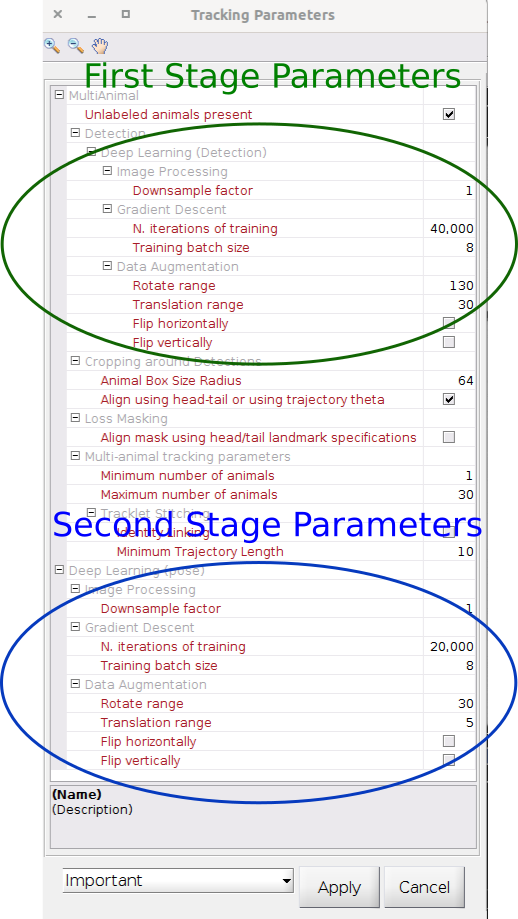 Tracking Parameters
First Stage Parameters
MultiAnimal
Unlabeled animals present
Detection
Deep Learning (Detection)
Image Processing
Downsample factor 1
Gradient Descent
N. iterations of training 40,000
Training batch size 8
Data Augmentation
Rotate range 130
Translation range 30
Flip horizontally
Flip vertically
Cropping around Detections
Animal Box Size Radius 64
Align using head-tail or using trajectory theta
Loss Masking
Align mask using head/tail landmark specifications
Multi-animal tracking parameters
Minimum number of animals 1
Maximum number of animals 30
Tracklet Stitching
Second Stage Parameters
Identity Linking
Minimum Trajectory Length 10
Deep Learning (pose)
Image Processing
Downsample factor 1
Gradient Descent
N. iterations of training 20,000
Training batch size 8
Data Augmentation
Rotate range 30
Translation range 5
Flip horizontally
Flip vertically
(Name)
(Description)
Important Apply Cancel